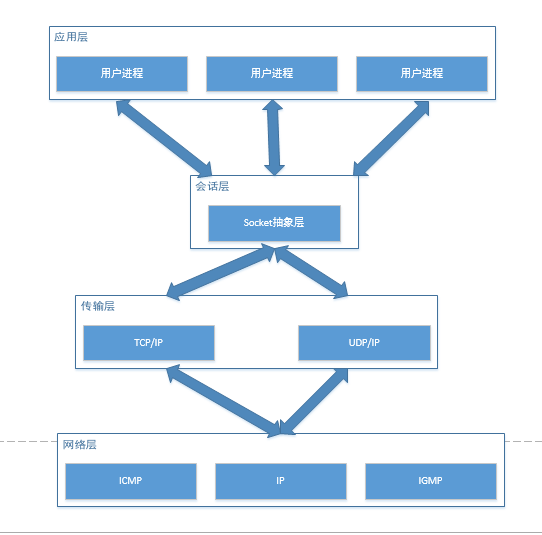 应用层
用户进程
用户进程
用户进程
会话层
Socket抽象层
传输层
TCP/IP
UDP/IP
网络层
ICMP
IP
IGMP